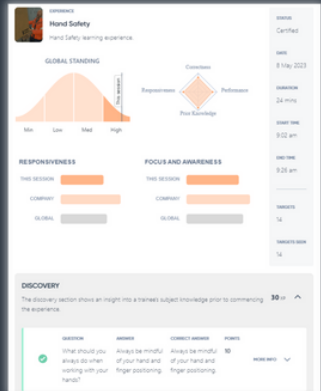 EXPERIENCE
Hand Safety
Hand Safety learning experience.
STATUS
Certified
DATE
8 May 2023
DURATION
24 mins
START TIME
9:02 am
END TIME
9:26 am
TARGETS
14
TARGETS SEEN
14
GLOBAL STANDING
This session
Min Low Med High
Correctness
Responsiveness Performance
Prior Knowledge
RESPONSIVENESS
THIS SESSION
COMPANY
GLOBAL
FOCUS AND AWARENESS
THIS SESSION
COMPANY
GLOBAL
DISCOVERY
The discovery section shows an insight into a trainee's subject knowledge prior to commencing
the experience.
30
QUESTION ANSWER CORRECT ANSWER POINTS
What should you Always be mindful Always be mindful 10
always do when of your hand and of your hand and
working with your finger positioning. finger positioning.
hands?
MORE INFO